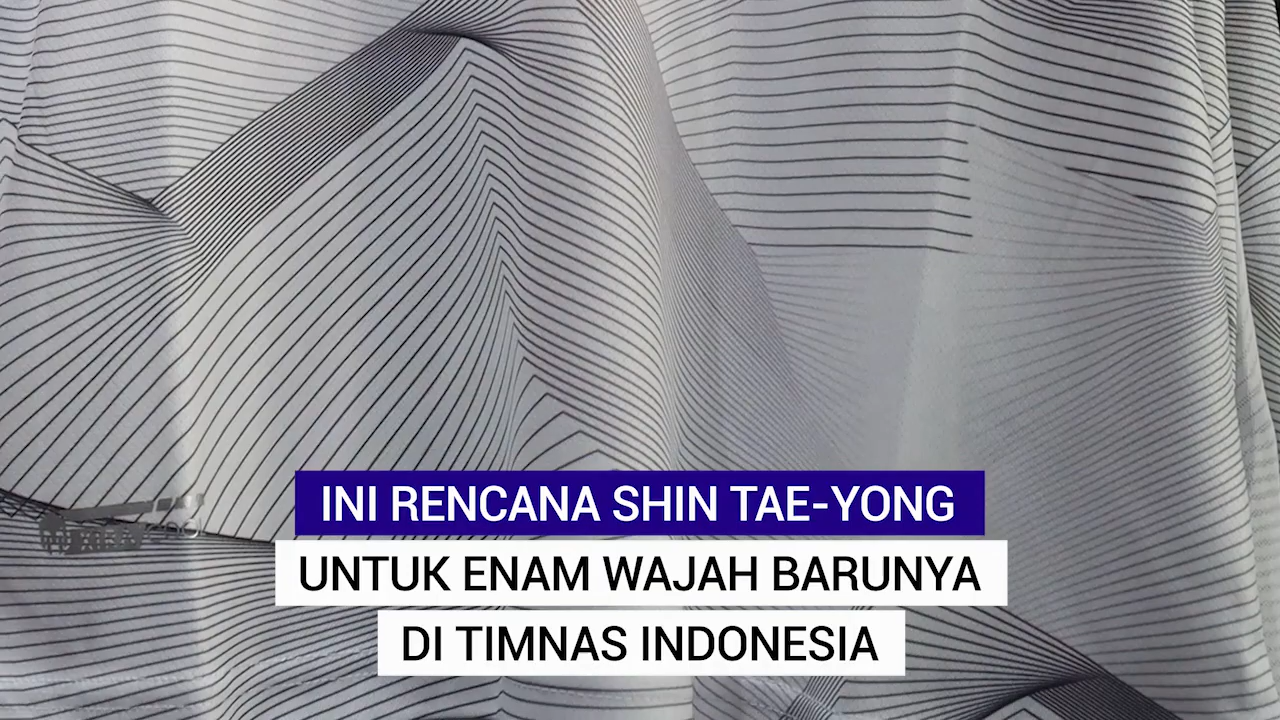 INI RENCANA SHIN TAE-YONG
UNTUK ENAM WAJAH BARUNYA
DI TIMNAS INDONESIA